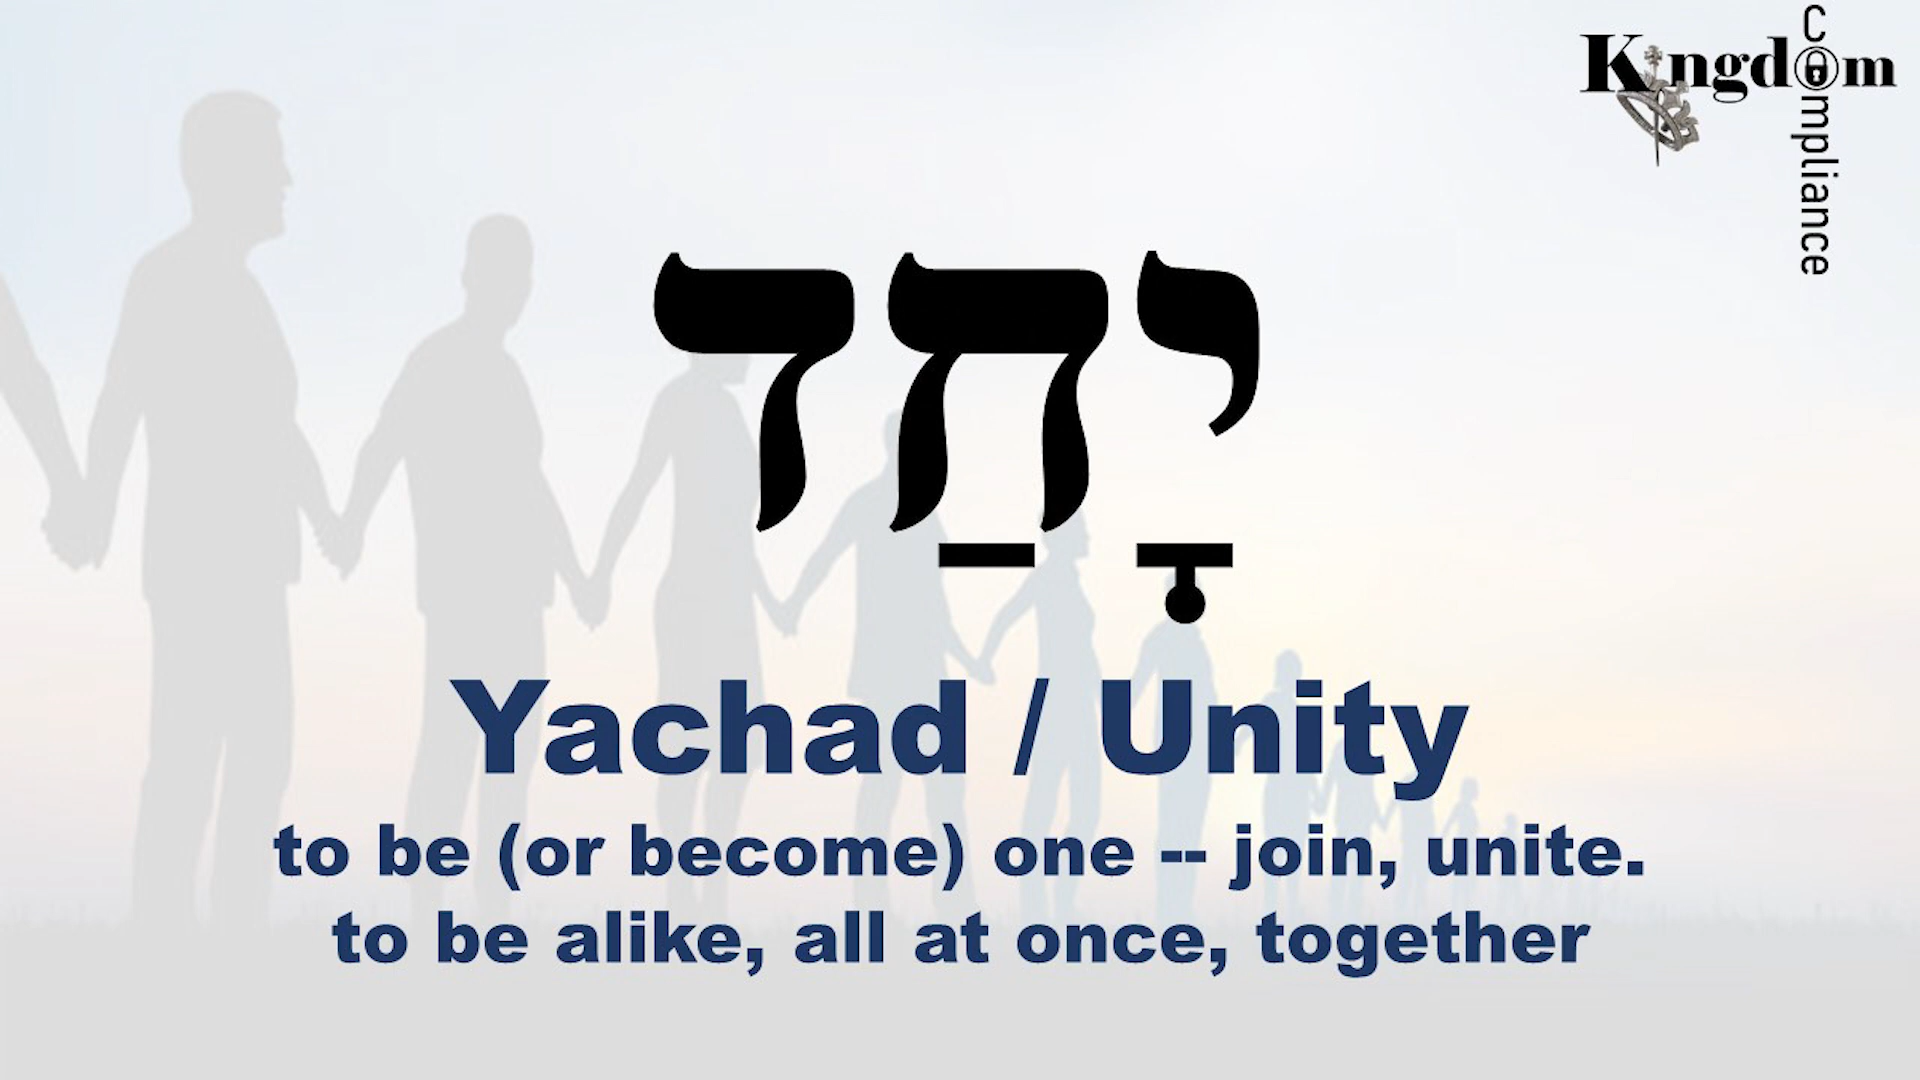 Kingdom
Compliance
יָחַד
Yachad / Unity
to be (or become) one -- join, unite.
to be alike, all at once, together